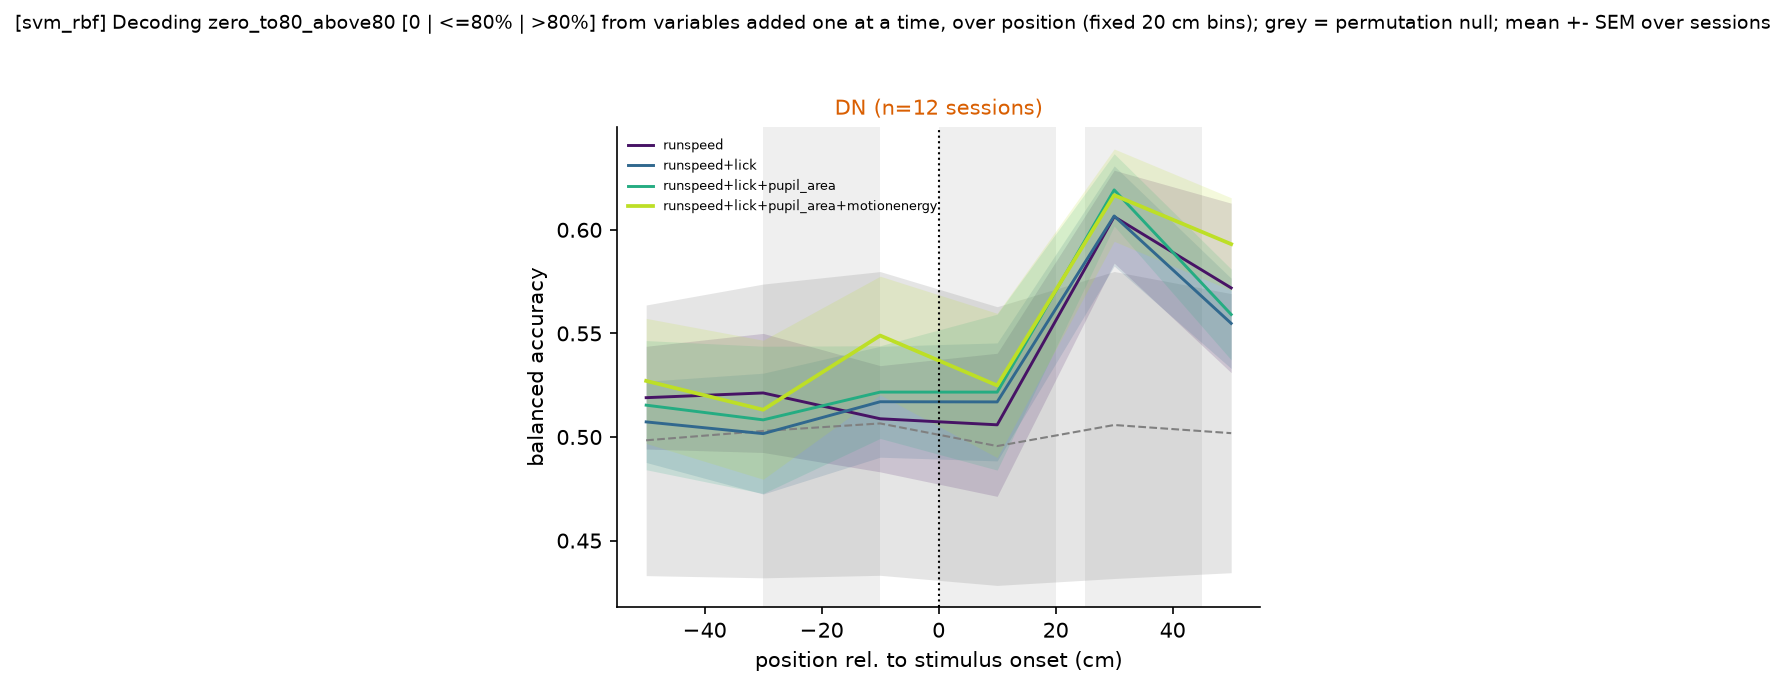 [svm_rbf] Decoding zero_to80_above80 [0 | <=80% | >80%] from variables added one at a time, over position (fixed 20 cm bins); grey = permutation null; mean +- SEM over sessions
DN (n=12 sessions)
runspeed
runspeed+lick
runspeed+lick+pupil_area
runspeed+lick+pupil_area+motionenergy
balanced accuracy
0.60
0.55
0.50
0.45
−40
−20
0
20
40
position rel. to stimulus onset (cm)